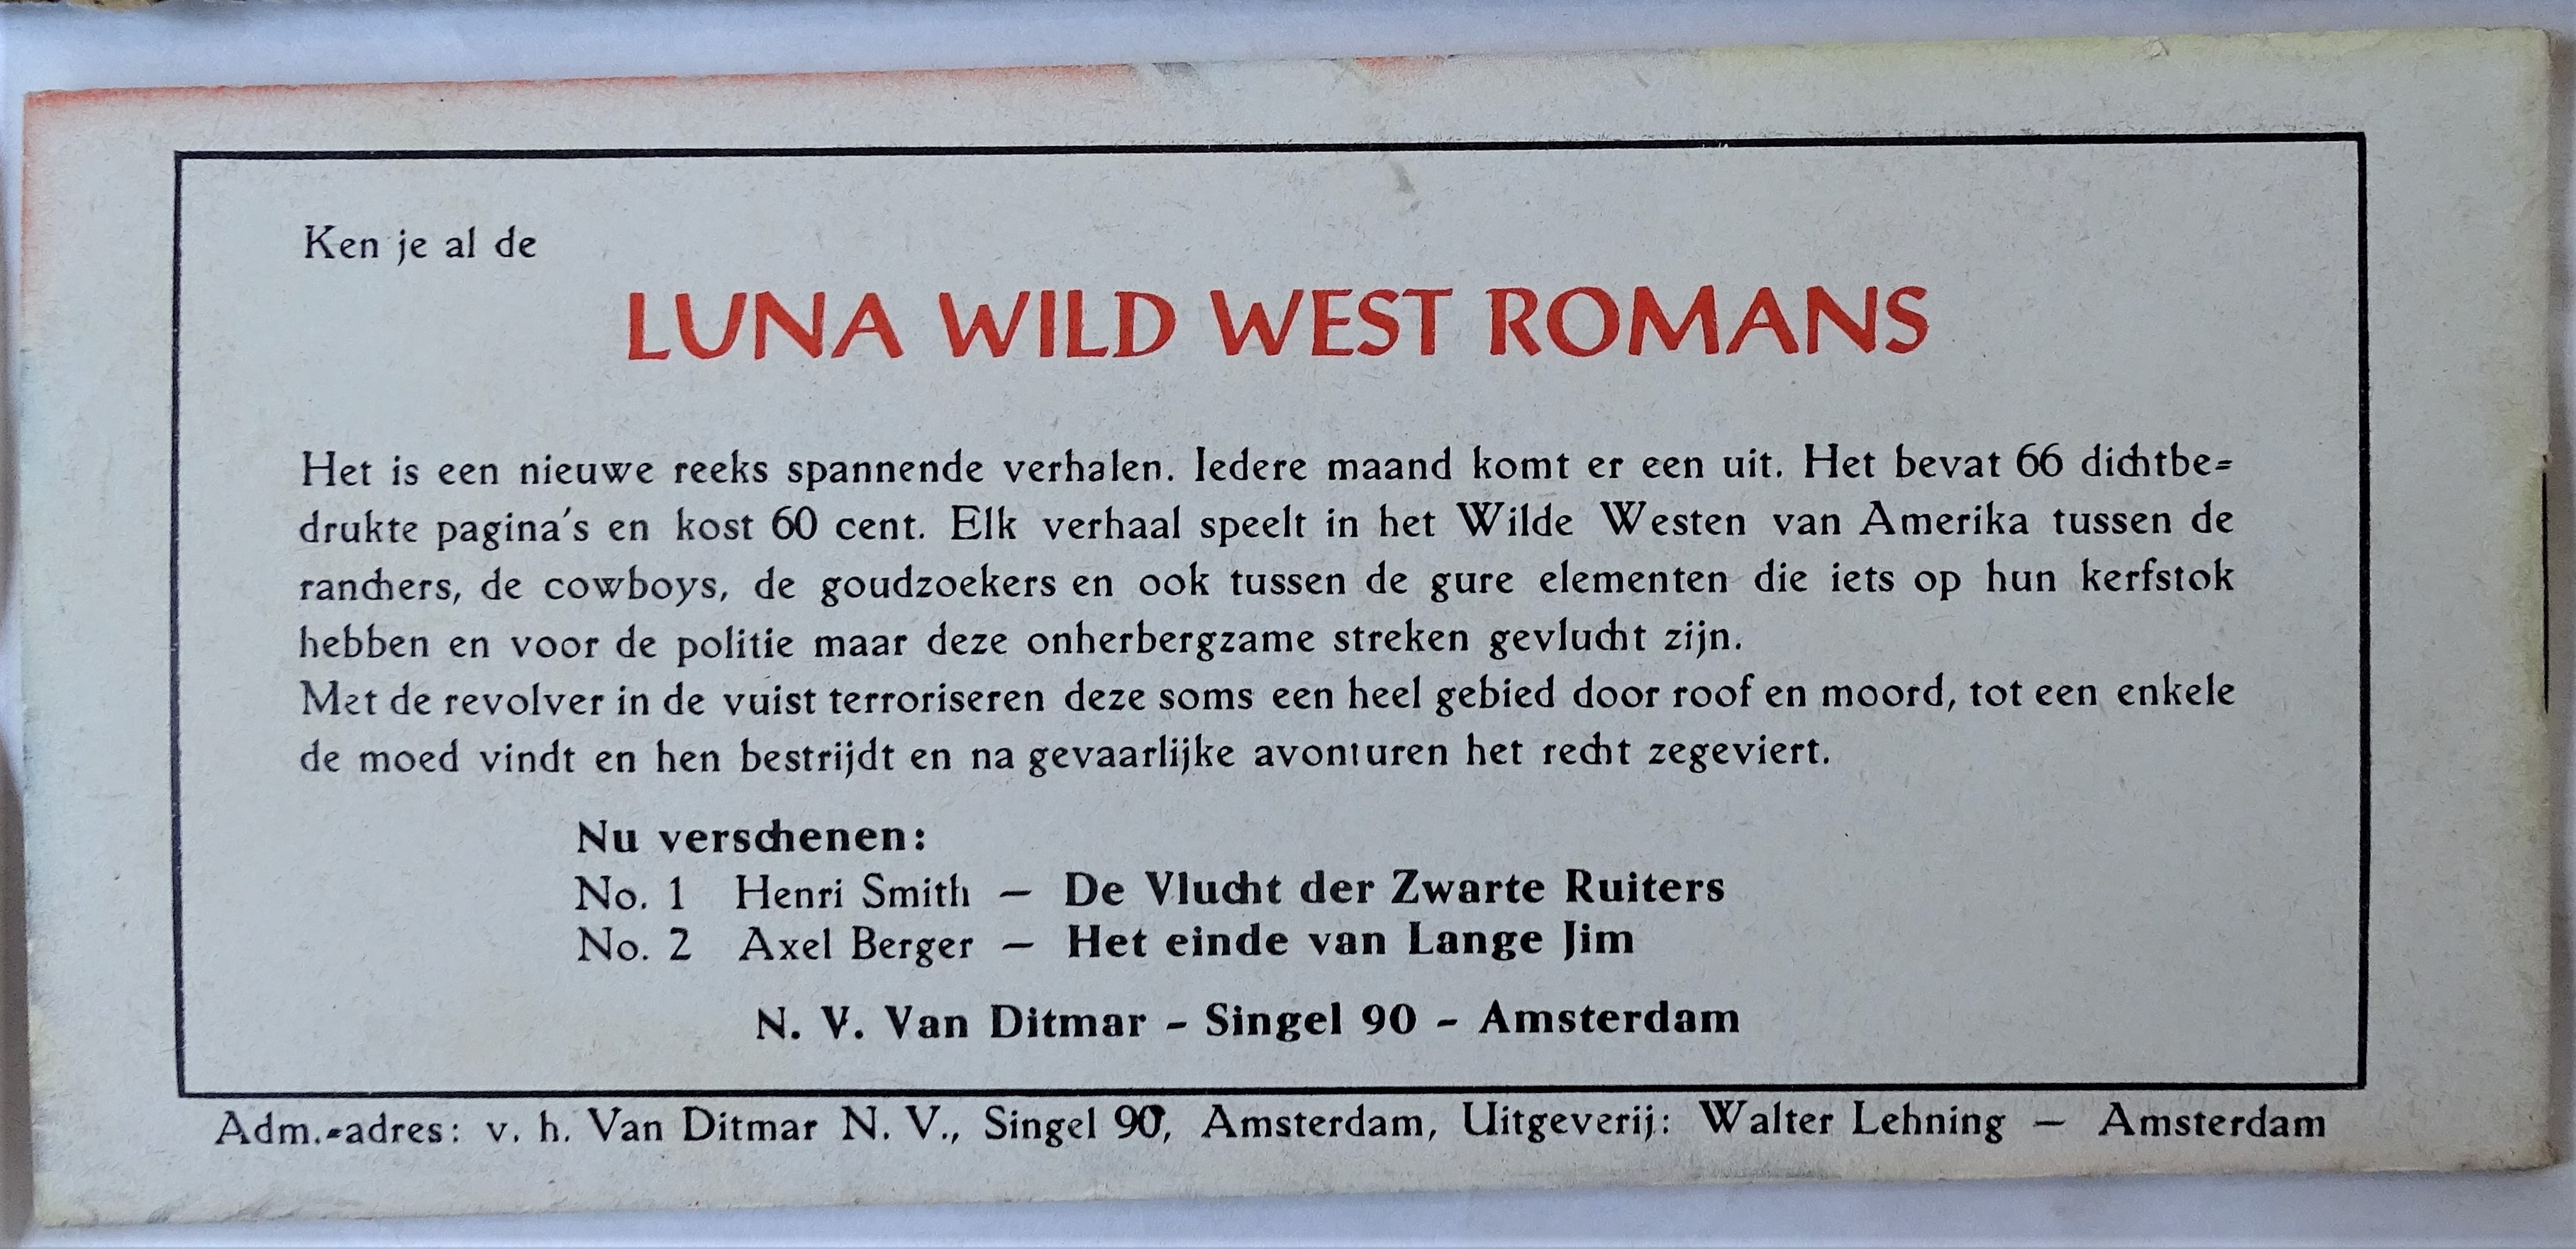 Ken je al de
LUNA WILD WEST ROMANS
Het is een nieuwe reeks spannende verhalen. Iedere maand komt er een uit. Het bevat 66 dichtbe=
drukte pagina's en kost 60 cent. Elk verhaal speelt in het Wilde Westen van Amerika tussen de
ranchers, de cowboys, de goudzoekers en ook tussen de gure elementen die iets op hun kerfstok
hebben en voor de politie maar deze onherbergzame streken gevlucht zijn.
Met de revolver in de vuist terroriseren deze soms een heel gebied door roof en moord, tot een enkele
de moed vindt en hen bestrijdt en na gevaarlijke avonturen het recht zegeviert.
Nu verschenen:
No. 1 Henri Smith — De Vlucht der Zwarte Ruiters
No. 2 Axel Berger — Het einde van Lange Jim
N. V. Van Ditmar - Singel 90 - Amsterdam
Adm.=adres: v. h. Van Ditmar N. V., Singel 90, Amsterdam, Uitgeverij: Walter Lehning — Amsterdam